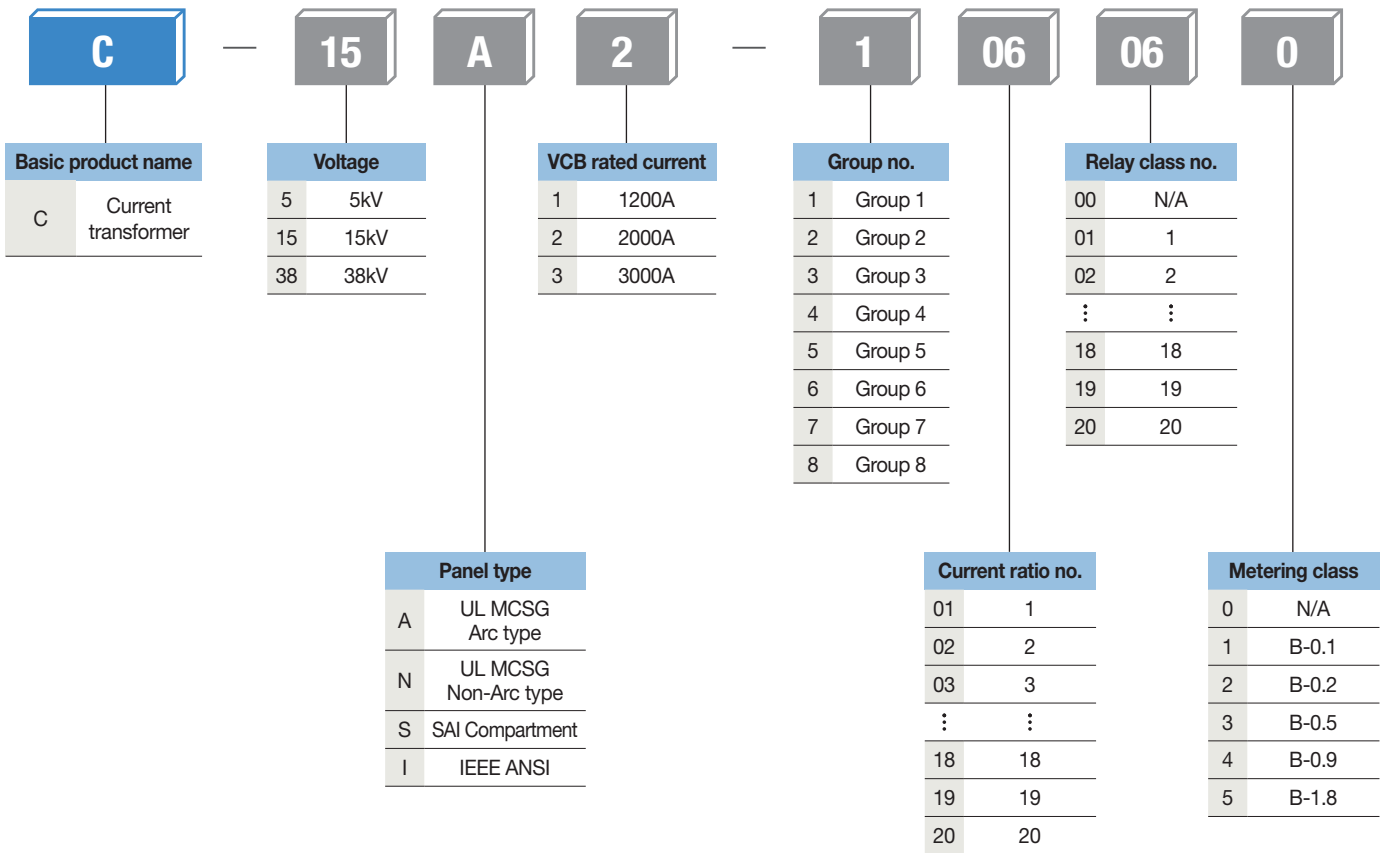 C — 15 A 2 — 1 06 06 0
Basic product name
C Current
transformer
Voltage
5 5kV
15 15kV
38 38kV
VCB rated current
1 1200A
2 2000A
3 3000A
Group no.
1 Group 1
2 Group 2
3 Group 3
4 Group 4
5 Group 5
6 Group 6
7 Group 7
8 Group 8
Relay class no.
00 N/A
01 1
02 2
⋮ ⋮
18 18
19 19
20 20
Panel type
A UL MCSG
Arc type
N UL MCSG
Non-Arc type
S SAI Compartment
I IEEE ANSI
Current ratio no.
01 1
02 2
03 3
⋮ ⋮
18 18
19 19
20 20
Metering class
0 N/A
1 B-0.1
2 B-0.2
3 B-0.5
4 B-0.9
5 B-1.8